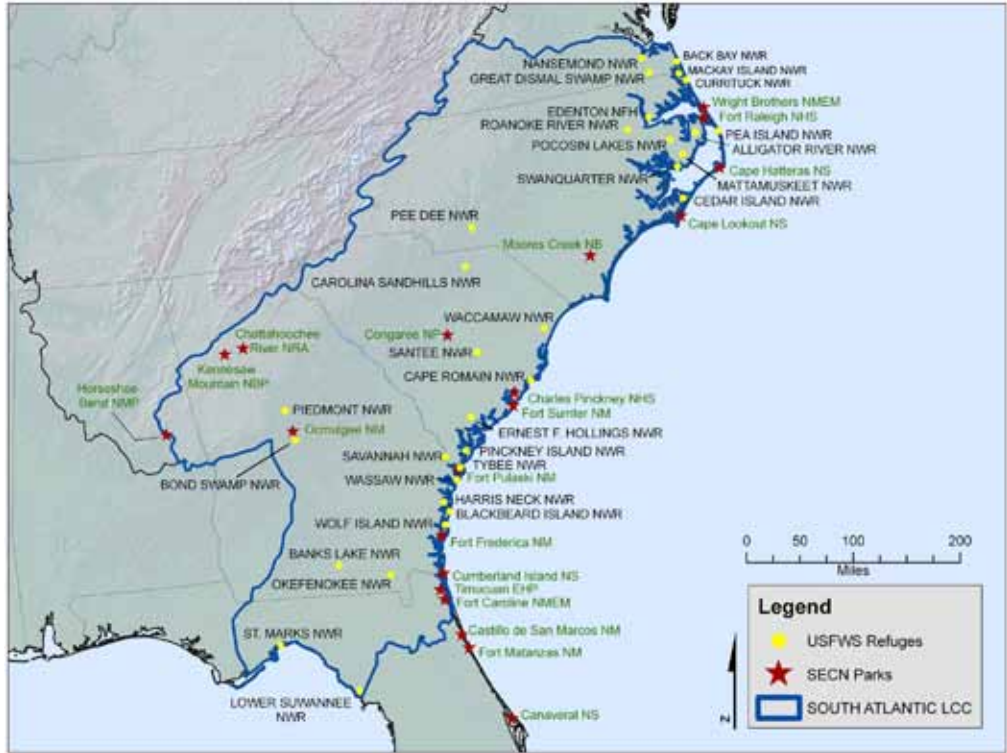 NANSEMOND NWR
BACK BAY NWR
GREAT DISMAL SWAMP NWR
MACKAY ISLAND NWR
CURRITUCK NWR
Wright Brothers NMEM
EDENTON NFH
Fort Raleigh NHS
ROANOKE RIVER NWR
PEA ISLAND NWR
POCOSIN LAKES NWR
ALLIGATOR RIVER NWR
Cape Hatteras NS
SWANQUARTER NWR
MATTAMUSKEET NWR
CEDAR ISLAND NWR
PEE DEE NWR
Cape Lookout NS
Moores Creek NB
CAROLINA SANDHILLS NWR
WACCAMAW NWR
Congaree NP
Chattahoochee
River NRA
SANTEE NWR
Kennesaw
Mountain NBP
CAPE ROMAIN NWR
Horseshoe
Bend NMP
Charles Pinckney NHS
PIEDMONT NWR
Fort Sumter NM
Ocmulgee NM
ERNEST F. HOLLINGS NWR
PINCKNEY ISLAND NWR
SAVANNAH NWR
TYBEE NWR
BOND SWAMP NWR
WASSAW NWR
Fort Pulaski NM
HARRIS NECK NWR
BLACKBEARD ISLAND NWR
WOLF ISLAND NWR
Fort Frederica NM
BANKS LAKE NWR
Cumberland Island NS
OKEFENOKEE NWR
Timucuan EHP
Fort Caroline NMEM
ST. MARKS NWR
Castillo de San Marcos NM
Fort Matanzas NM
LOWER SUWANNEE
NWR
Canaveral NS
0 50 100 200
Miles
N
Legend
USFWS Refuges
SECN Parks
SOUTH ATLANTIC LCC